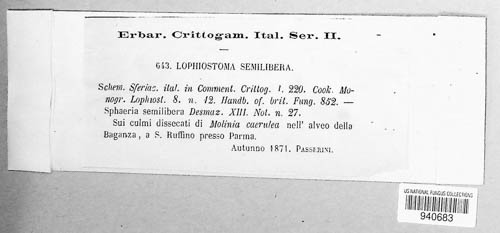 Erbar. Crittogam. Ital. Ser. II.
643. LOPHIOSTOMA SEMILIBERA.
Schem. Sferiac. ital. in Comment. Crittog. 1. 220. Cook. Mo-
nogr. Lophiost. 8. n. 12. Handb. of. brit. Fung. 852. —
Sphaeria semilibera Desmaz. XIII. Not. n. 27.
Sui culmi dissecati di Molinia caerulea nell' alveo della
Baganza, a S. Ruffino presso Parma.
Autunno 1871. PASSERINI.
US NATIONAL FUNGUS COLLECTIONS
940683